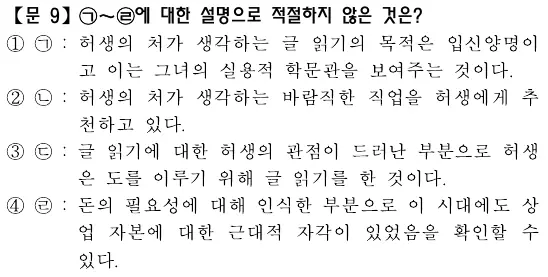 【문 9】㉠～㉣에 대한 설명으로 적절하지 않은 것은?
① ㉠ : 허생의 처가 생각하는 글 읽기의 목적은 입신양명이
고 이는 그녀의 실용적 학문관을 보여주는 것이다.
② ㉡ : 허생의 처가 생각하는 바람직한 직업을 허생에게 추
천하고 있다.
③ ㉢ : 글 읽기에 대한 허생의 관점이 드러난 부분으로 허생
은 도를 이루기 위해 글 읽기를 한 것이다.
④ ㉣ : 돈의 필요성에 대해 인식한 부분으로 이 시대에도 상
업 자본에 대한 근대적 자각이 있었음을 확인할 수
있다.